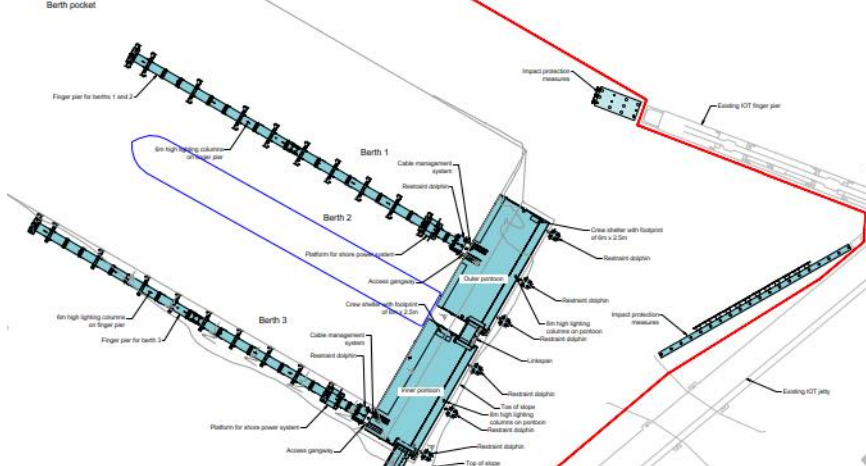 Berth pocket
Impact protection
measures
Existing IOT finger pier
Finger pier for berths 1 and 2
6m high lighting columns
on finger pier
Berth 1
Cable management
system
Restraint dolphin
Berth 2
Crew shelter with footprint
of 6m x 2.5m
Restraint dolphin
Platform for shore power system
Access gangway
Outer pontoon
Crew shelter with footprint
of 6m x 2.5m
Restraint dolphin
6m high lighting columns
on finger pier
Berth 3
Impact protection
measures
8m high lighting
columns on pontoon
Restraint dolphin
Finger pier for berth 3
Cable management
system
Linkspan
Restraint dolphin
Inner pontoon
Restraint dolphin
Existing IOT jetty
Toe of slope
8m high lighting
columns on pontoon
Restraint dolphin
Platform for shore power system
Access gangway
Restraint dolphin
Top of slope